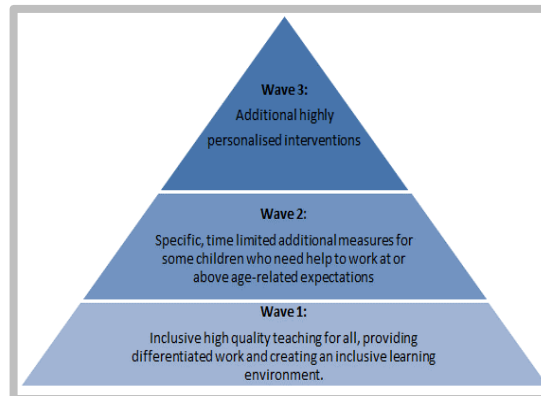 Wave 3:
Additional highly
personalised interventions
Wave 2:
Specific, time limited additional measures for
some children who need help to work at or
above age-related expectations
Wave 1:
Inclusive high quality teaching for all, providing
differentiated work and creating an inclusive learning
environment.